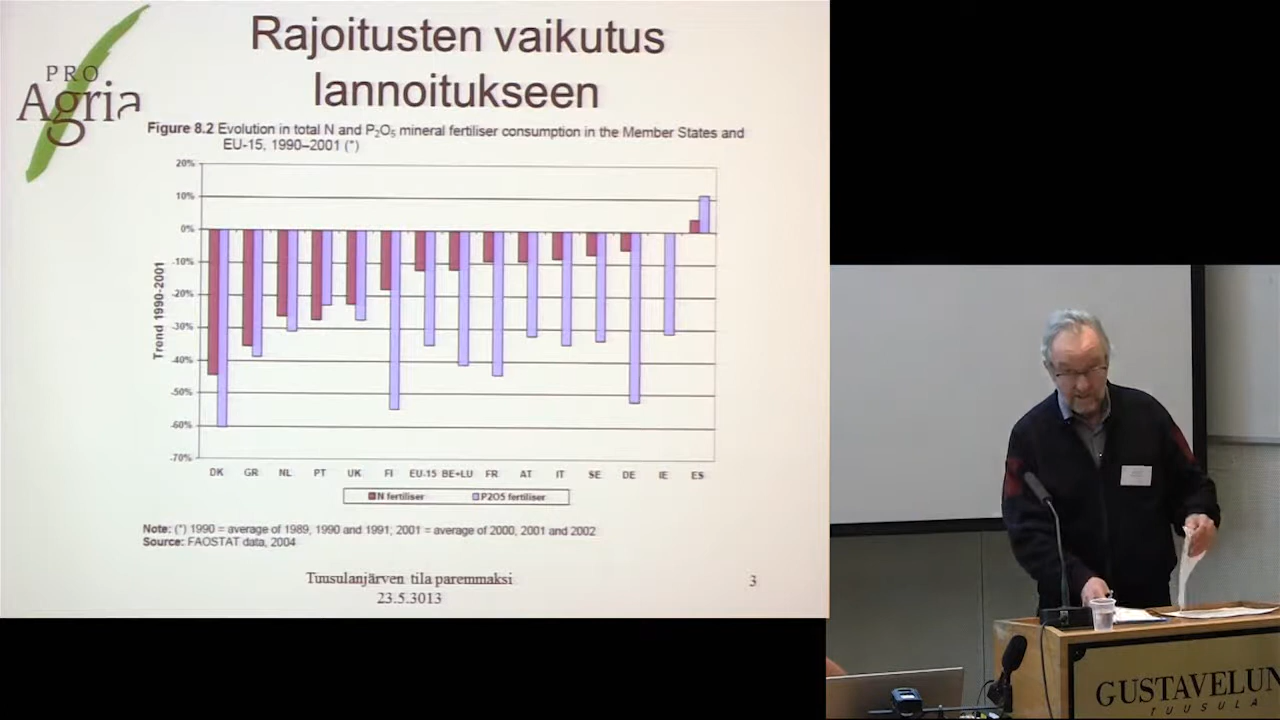 Rajoitusten vaikutus
lannoitukseen
PRO
Agria
Figure 8.2 Evolution in total N and P₂O₅ mineral fertiliser consumption in the Member States and
EU-15, 1990–2001 (*)
20%
10%
0%
-10%
-20%
-30%
-40%
-50%
-60%
-70%
Trend 1990-2001
DK GR NL PT UK FI EU-15 BE+LU FR AT IT SE DE IE ES
N fertiliser P2O5 fertiliser
Note: (*) 1990 = average of 1989, 1990 and 1991; 2001 = average of 2000, 2001 and 2002
Source: FAOSTAT data, 2004
Tuusulanjärven tila paremmaksi
23.5.3013
3
GUSTAVELUN
TUUSULA